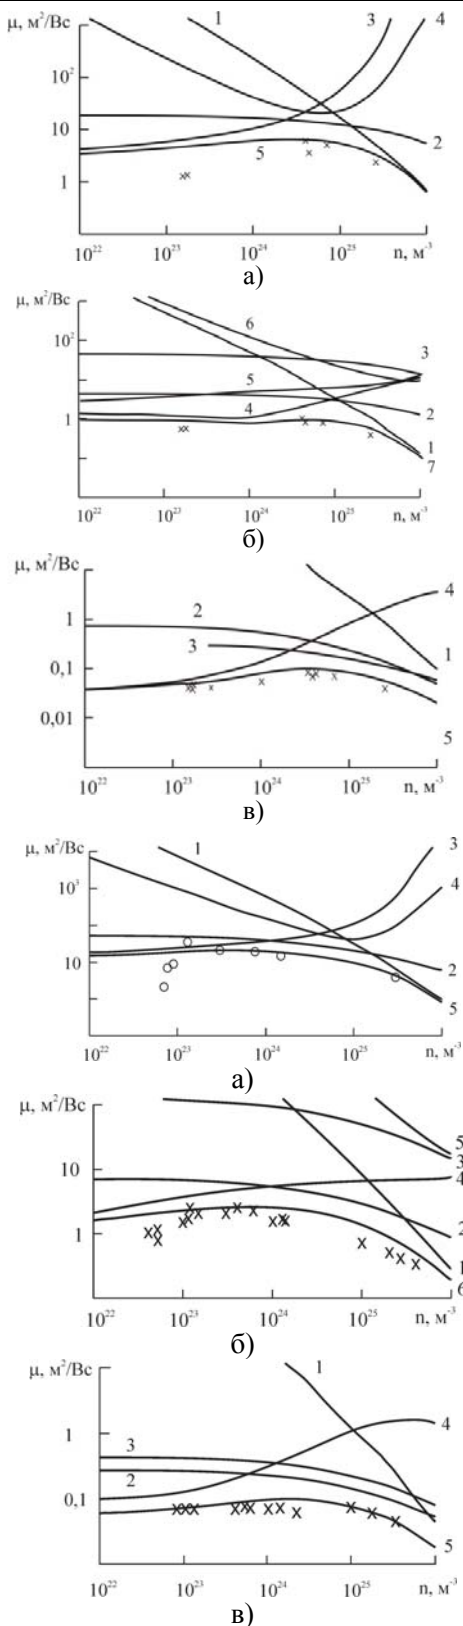 μ, м²/Вс 1 3 4
10²
10 2
5
1
10²² 10²³ 10²⁴ 10²⁵ n, м⁻³
а)
μ, м²/Вс
6
10² 3
5
2
4
1 1
7
10²² 10²³ 10²⁴ 10²⁵ n, м⁻³
б)
μ, м²/Вс
4
1 2
1
3
0,1
0,01
5
10²² 10²³ 10²⁴ 10²⁵ n, м⁻³
в)
μ, м²/Вс 1 3
10³ 4
2
10
5
10²² 10²³ 10²⁴ 10²⁵ n, м⁻³
а)
μ, м²/Вс
5
3
10 4
2
1
1
6
10²² 10²³ 10²⁴ 10²⁵ n, м⁻³
б)
μ, м²/Вс 1
4
1
3
2
0,1
5
10²² 10²³ 10²⁴ 10²⁵ n, м⁻³
в)